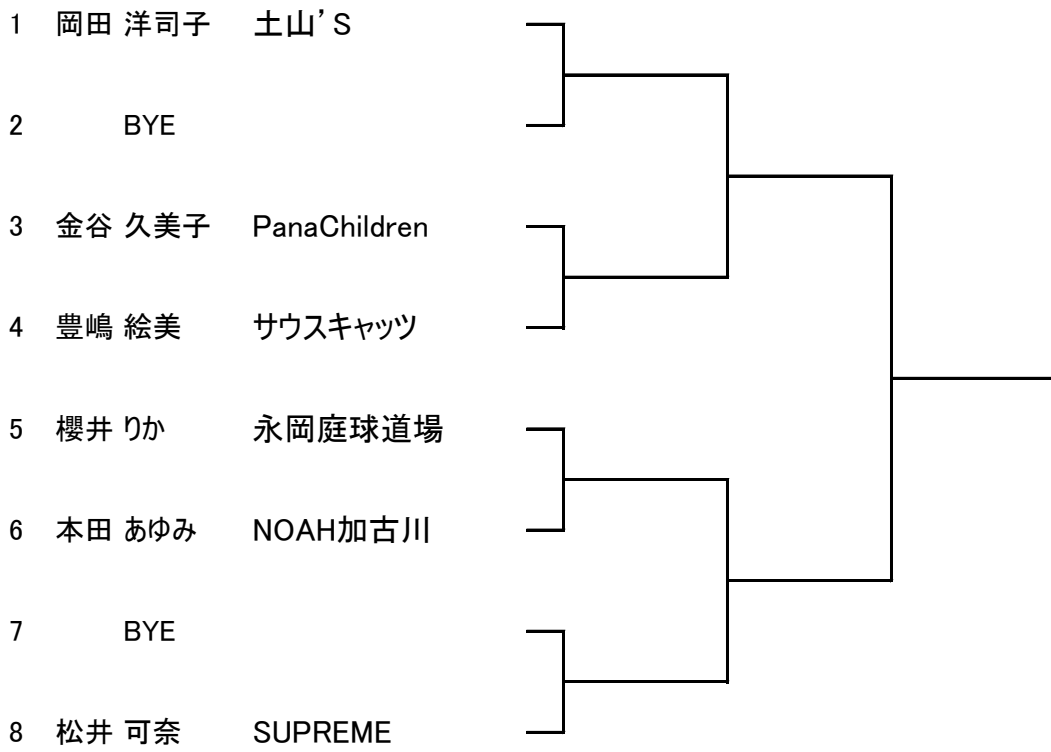 1 岡田 洋司子 土山’S
2 BYE
3 金谷 久美子 PanaChildren
4 豊嶋 絵美 サウスキャッツ
5 櫻井 りか 永岡庭球道場
6 本田 あゆみ NOAH加古川
7 BYE
8 松井 可奈 SUPREME